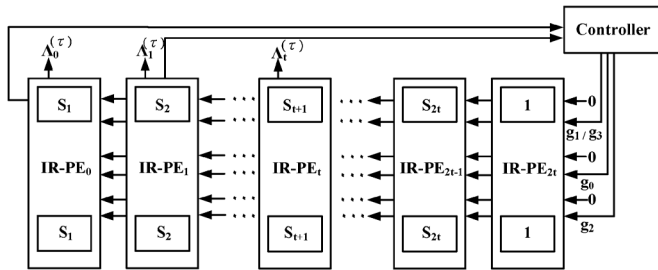 Λ₀^(τ) Λ₁^(τ) Λₜ^(τ) Controller
S₁ S₂ ··· Sₜ₊₁ ··· S₂ₜ 1 0
··· ··· g₁ / g₃
IR-PE₀ IR-PE₁ ··· IR-PEₜ ··· IR-PE₂ₜ₋₁ IR-PE₂ₜ 0
··· ··· g₀
··· ··· 0
S₁ S₂ ··· Sₜ₊₁ ··· S₂ₜ 1 g₂